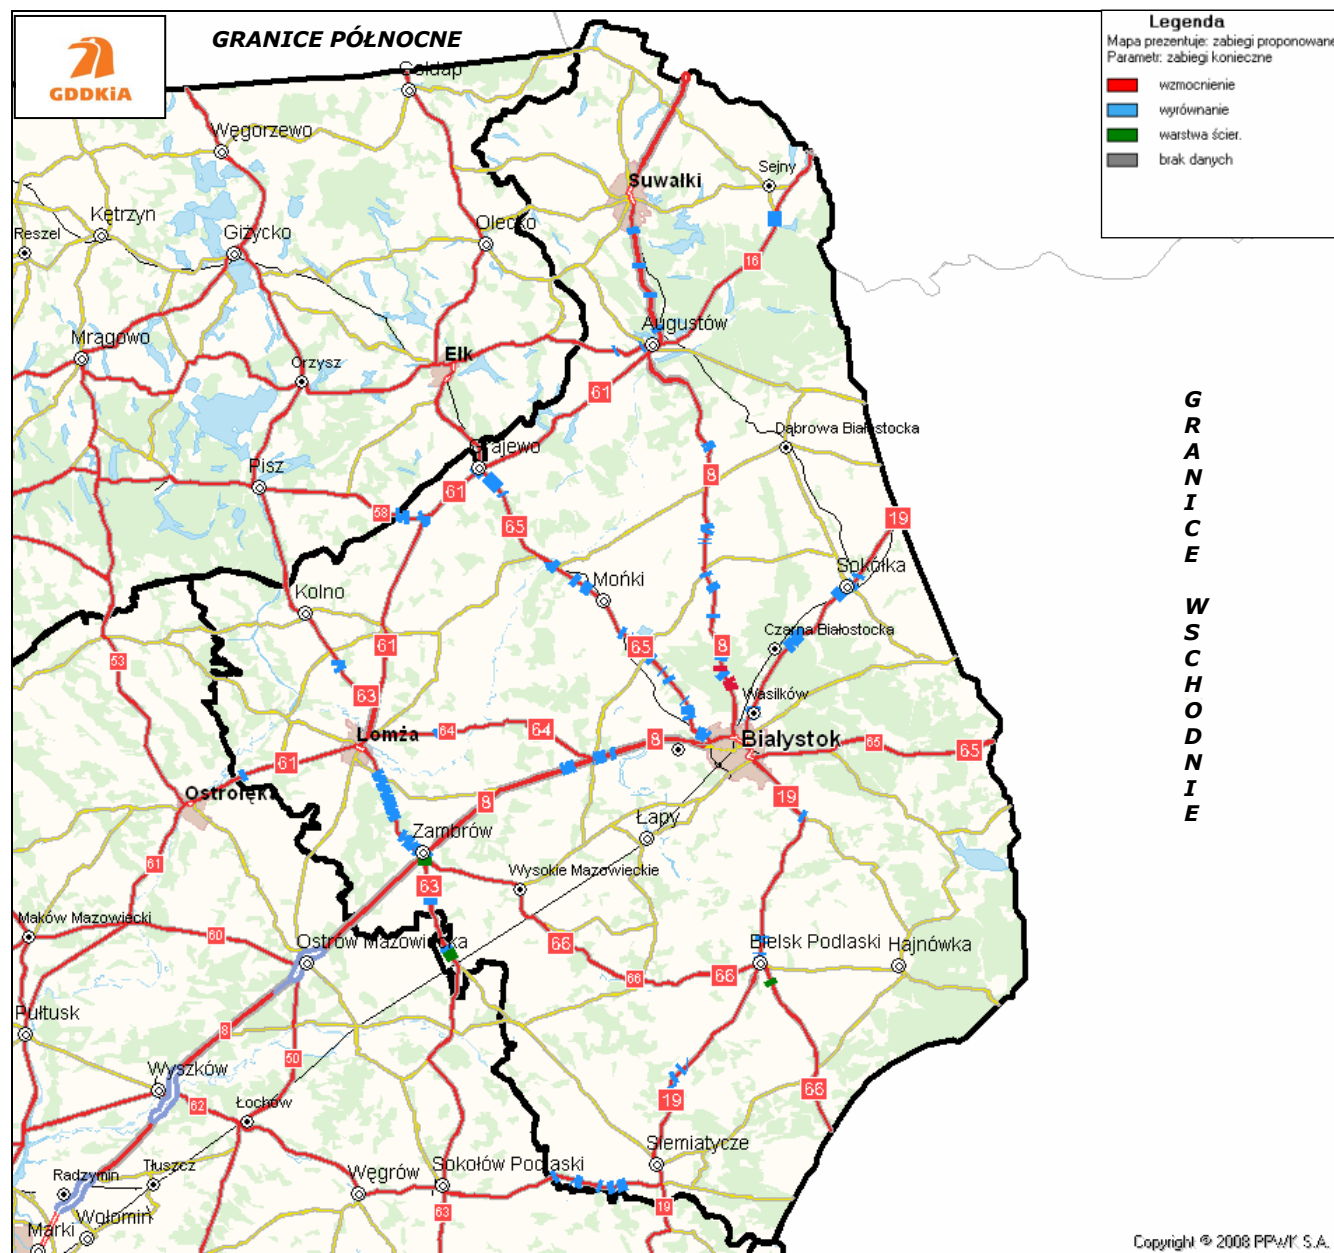 GDDKiA
GRANICE PÓŁNOCNE
Legenda
Mapa prezentuje: zabiegi proponowane
Parametr: zabiegi konieczne
wzmocnienie
wyrównanie
warstwa ścier.
brak danych
Gołdap
Węgorzewo
Suwałki
Sejny
Kętrzyn
Reszel
Giżycko
Olecko
16
Augustów
Mrągowo
Ełk
Orzysz
61
Dąbrowa Białostocka
Grajewo
Pisz
8
61
58
65
19
Sokółka
Mońki
Kolno
Czarna Białostocka
61
65
8
53
63
Wasilków
64
64
Łomża
8
Białystok
65
65
61
Ostrołęka
8
19
Zambrów
Łapy
61
Wysokie Mazowieckie
63
Maków Mazowiecki
60
Ostrów Mazowiecka
66
Bielsk Podlaski
Hajnówka
66
66
Pułtusk
8
50
Wyszków
62
Łochów
19
66
Siemiatycze
Radzymin
Tłuszcz
Węgrów
Sokołów Podlaski
63
19
Marki
Wołomin
G
R
A
N
I
C
E
W
S
C
H
O
D
N
I
E
Copyright © 2008 PPWK S.A.